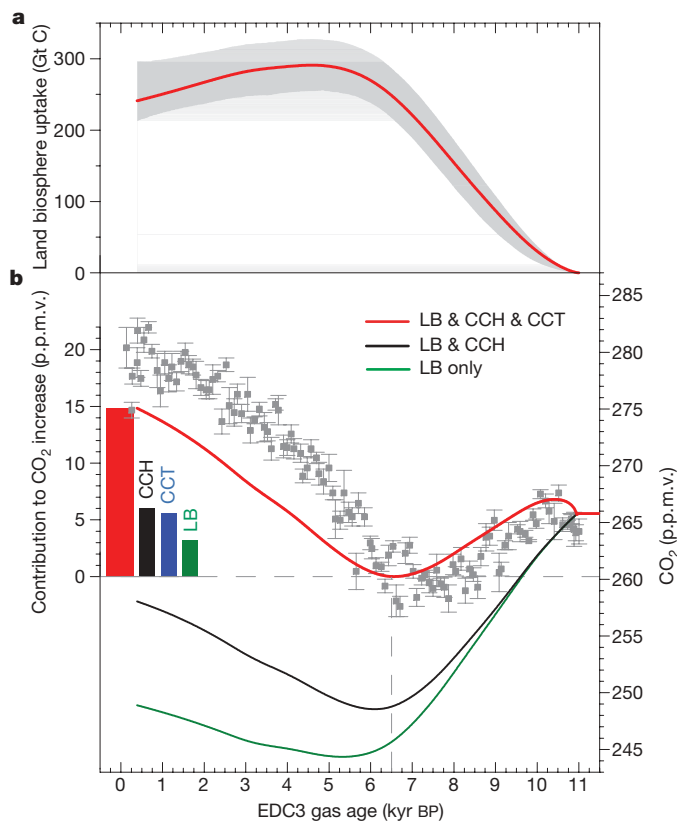 a
Land biosphere uptake (Gt C)
300
200
100
0
b
Contribution to CO2 increase (p.p.m.v.)
20
15
10
5
0
LB & CCH & CCT
LB & CCH
LB only
CCH
CCT
LB
285
280
275
270
265
260
255
250
245
CO2 (p.p.m.v.)
0 1 2 3 4 5 6 7 8 9 10 11
EDC3 gas age (kyr BP)